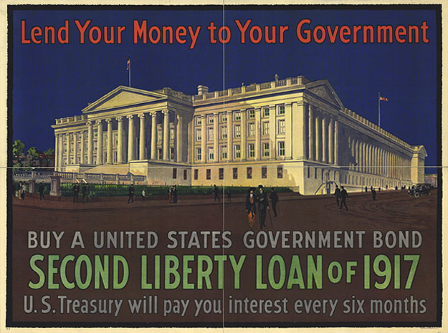 Lend Your Money to Your Government
BUY A UNITED STATES GOVERNMENT BOND
SECOND LIBERTY LOAN OF 1917
U.S. Treasury will pay you interest every six months